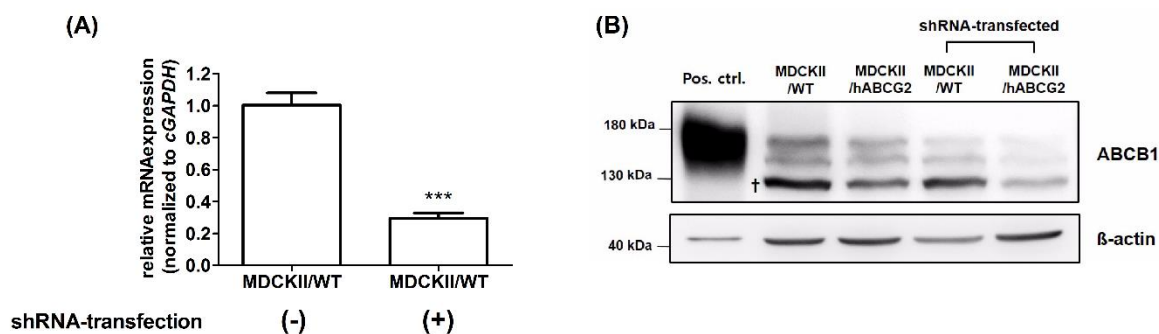 (A)
relative mRNAexpression
(normalized to cGAPDH)
1.2
1.0
0.8
0.6
0.4
0.2
0.0
***
MDCKII/WT MDCKII/WT
shRNA-transfection (-) (+)
(B)
shRNA-transfected
Pos. ctrl. MDCKII /WT MDCKII /hABCG2 MDCKII /WT MDCKII /hABCG2
180 kDa
130 kDa
†
ABCB1
40 kDa
ß-actin